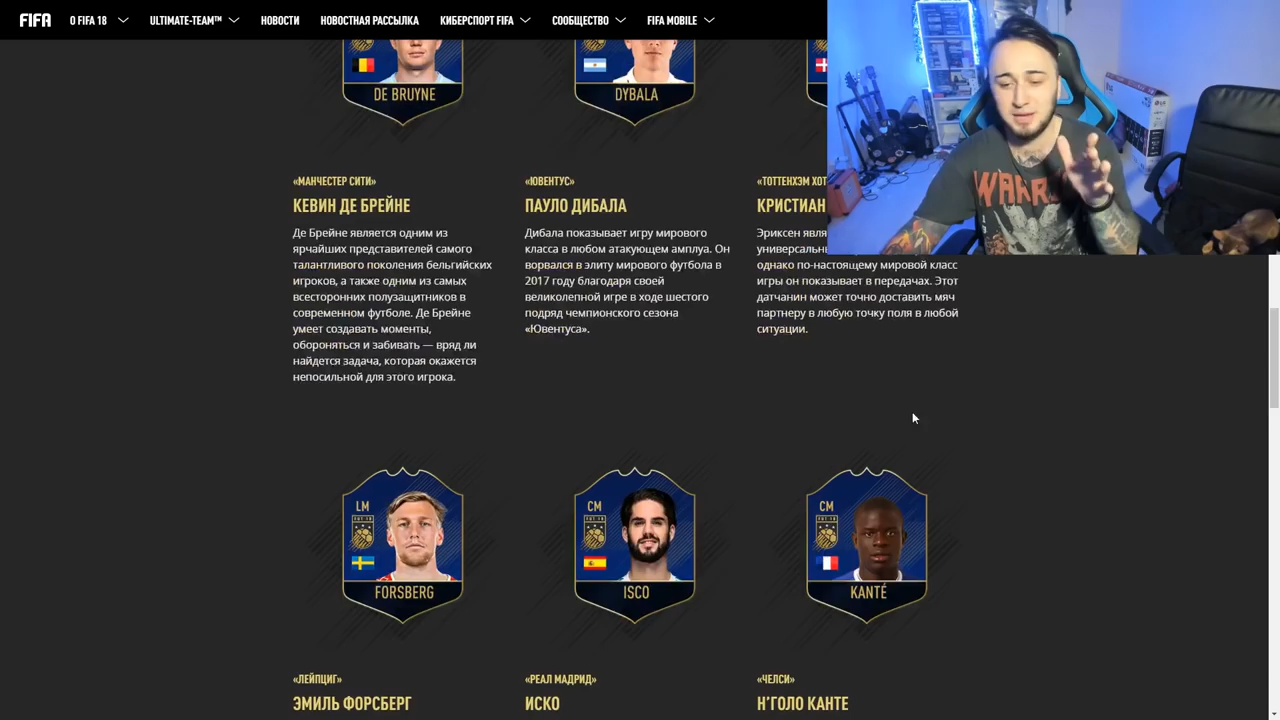 FIFA
О FIFA 18
ULTIMATE-TEAM™
НОВОСТИ
НОВОСТНАЯ РАССЫЛКА
КИБЕРСПОРТ FIFA
СООБЩЕСТВО
FIFA MOBILE
DE BRUYNE
DYBALA
«МАНЧЕСТЕР СИТИ»
КЕВИН ДЕ БРЕЙНЕ
Де Брейне является одним из
ярчайших представителей самого
талантливого поколения бельгийских
игроков, а также одним из самых
всесторонних полузащитников в
современном футболе. Де Брейне
умеет создавать моменты,
обороняться и забивать — вряд ли
найдется задача, которая окажется
непосильной для этого игрока.
«ЮВЕНТУС»
ПАУЛО ДИБАЛА
Дибала показывает игру мирового
класса в любом атакующем амплуа. Он
ворвался в элиту мирового футбола в
2017 году благодаря своей
великолепной игре в ходе шестого
подряд чемпионского сезона
«Ювентуса».
«ТОТТЕНХЭМ ХОТ
КРИСТИАН
Эриксен явля
универсальн
однако по-настоящему мировой класс
игры он показывает в передачах. Этот
датчанин может точно доставить мяч
партнеру в любую точку поля в любой
ситуации.
LM
FORSBERG
CM
ISCO
CM
KANTÉ
«ЛЕЙПЦИГ»
ЭМИЛЬ ФОРСБЕРГ
«РЕАЛ МАДРИД»
ИСКО
«ЧЕЛСИ»
Н'ГОЛО КАНТЕ